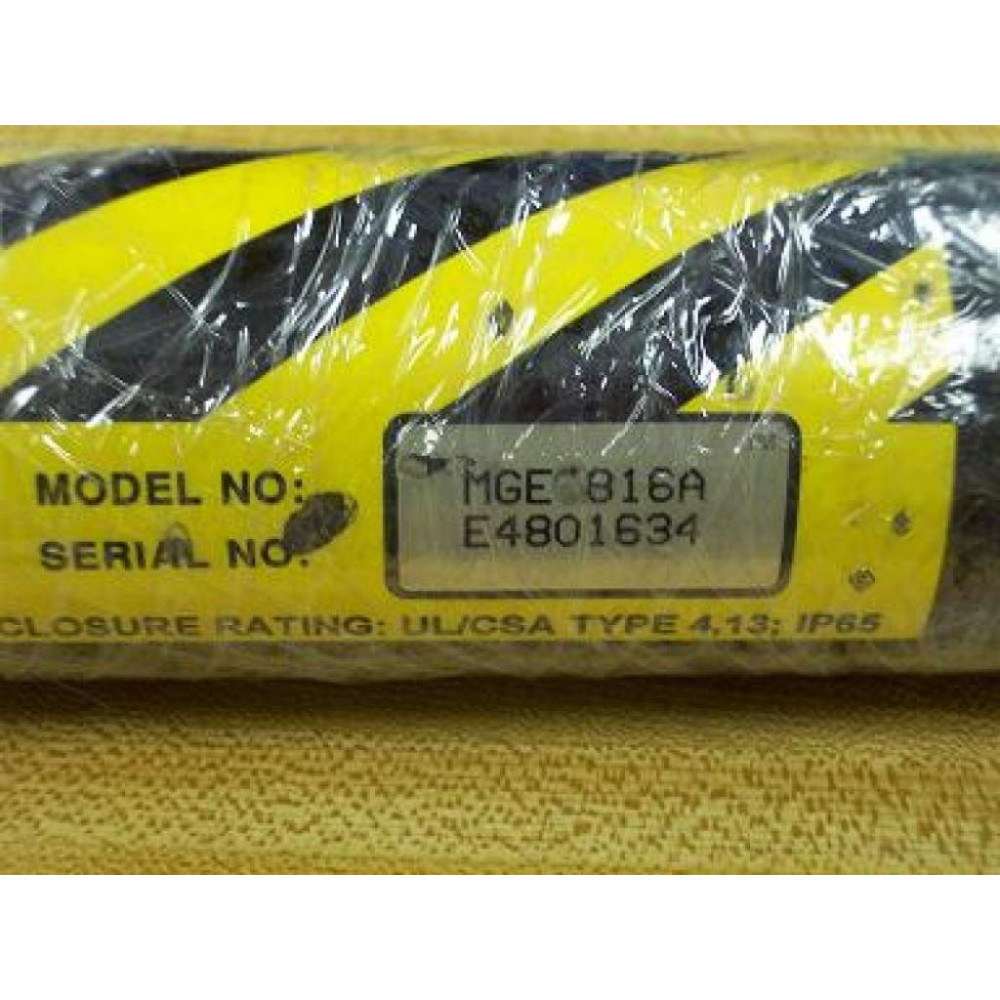 MODEL NO:
SERIAL NO:
E4801634
CLOSURE RATING: UL/CSA TYPE 4,13; IP65